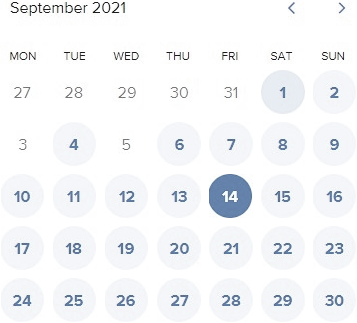 September 2021
MON TUE WED THU FRI SAT SUN
27 28 29 30 31 1 2
3 4 5 6 7 8 9
10 11 12 13 14 15 16
17 18 19 20 21 22 23
24 25 26 27 28 29 30